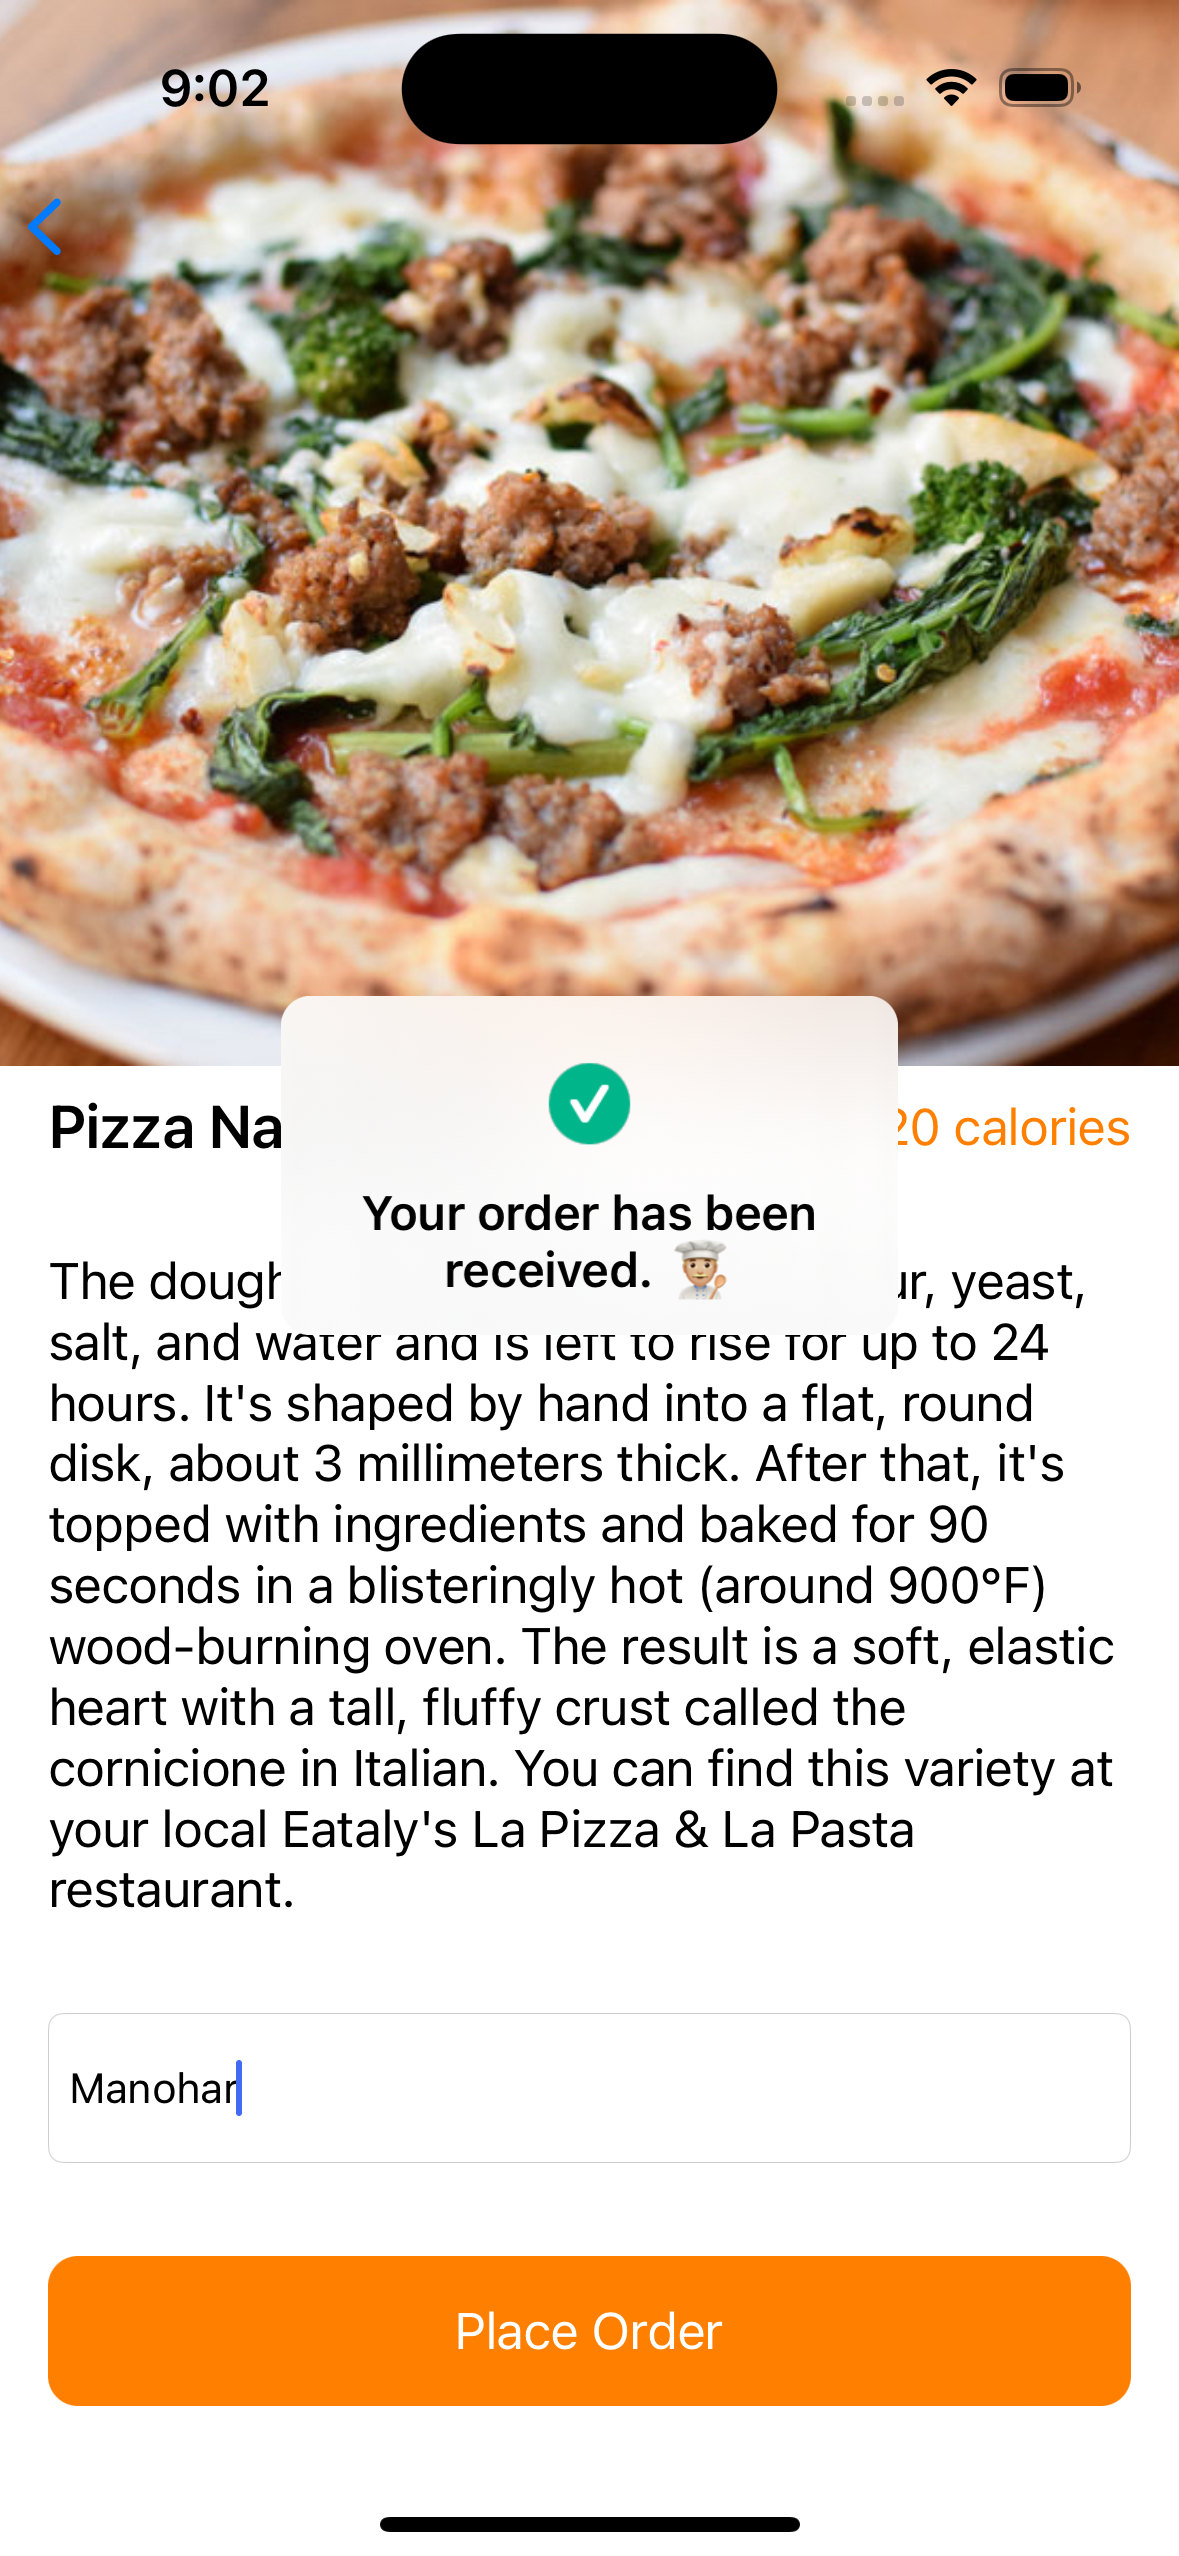 9:02
Your order has been
received.
Pizza Na
20 calories
The dough ur, yeast,
salt, and water and is left to rise for up to 24
hours. It's shaped by hand into a flat, round
disk, about 3 millimeters thick. After that, it's
topped with ingredients and baked for 90
seconds in a blisteringly hot (around 900°F)
wood-burning oven. The result is a soft, elastic
heart with a tall, fluffy crust called the
cornicione in Italian. You can find this variety at
your local Eataly's La Pizza & La Pasta
restaurant.
Manohar
Place Order